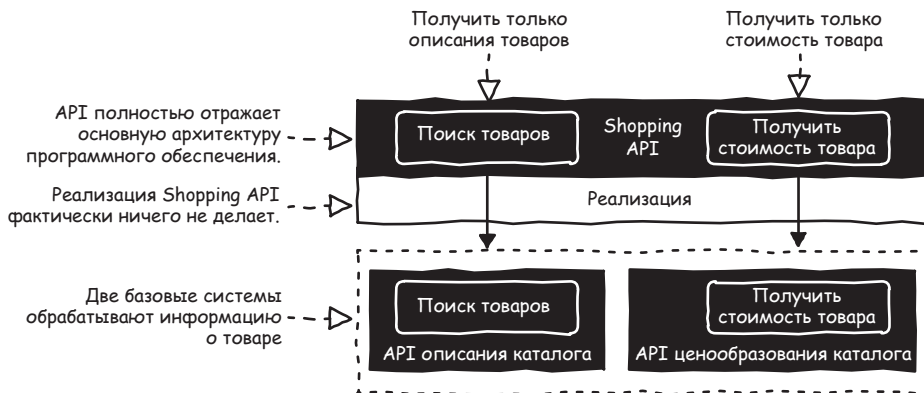 Получить только
описания товаров
Получить только
стоимость товара
API полностью отражает
основную архитектуру
программного обеспечения.
Поиск товаров
Shopping
API
Получить
стоимость товара
Реализация Shopping API
фактически ничего не делает.
Реализация
Две базовые системы
обрабатывают информацию
о товаре
Поиск товаров
API описания каталога
Получить
стоимость товара
API ценообразования каталога